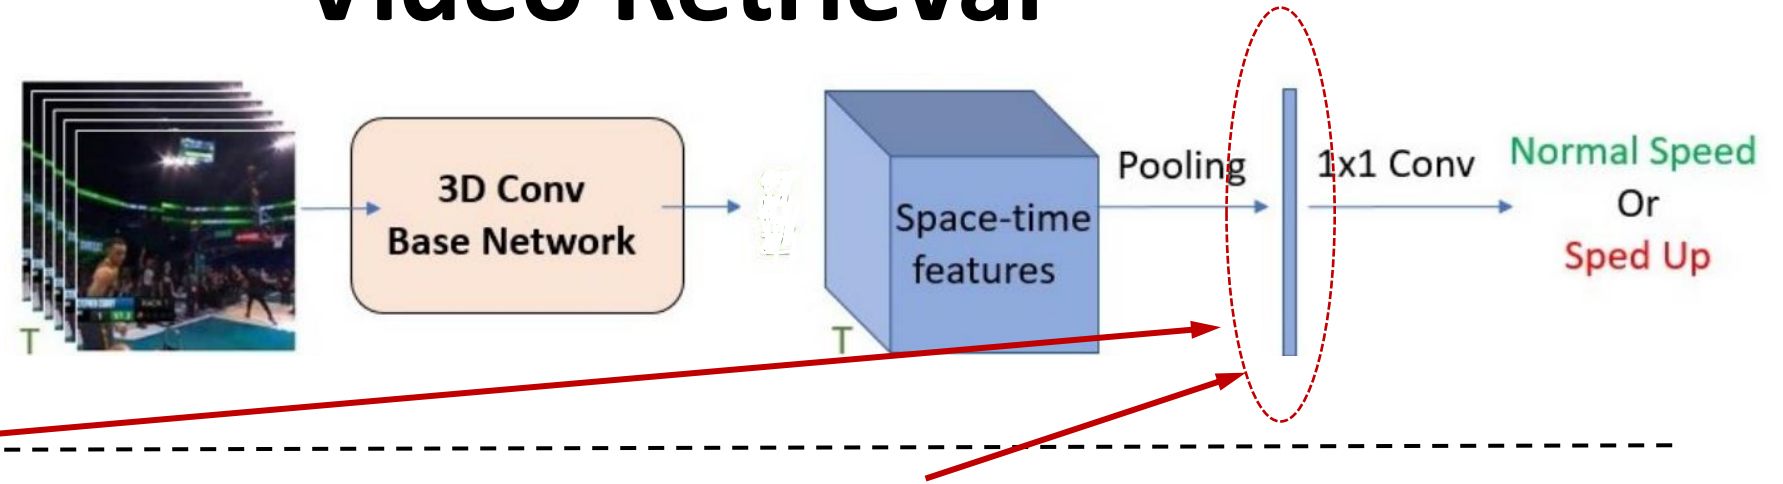 Video Retrieval
3D Conv
Base Network
Space-time
features
Pooling
1x1 Conv
Normal Speed
Or
Sped Up
T
T